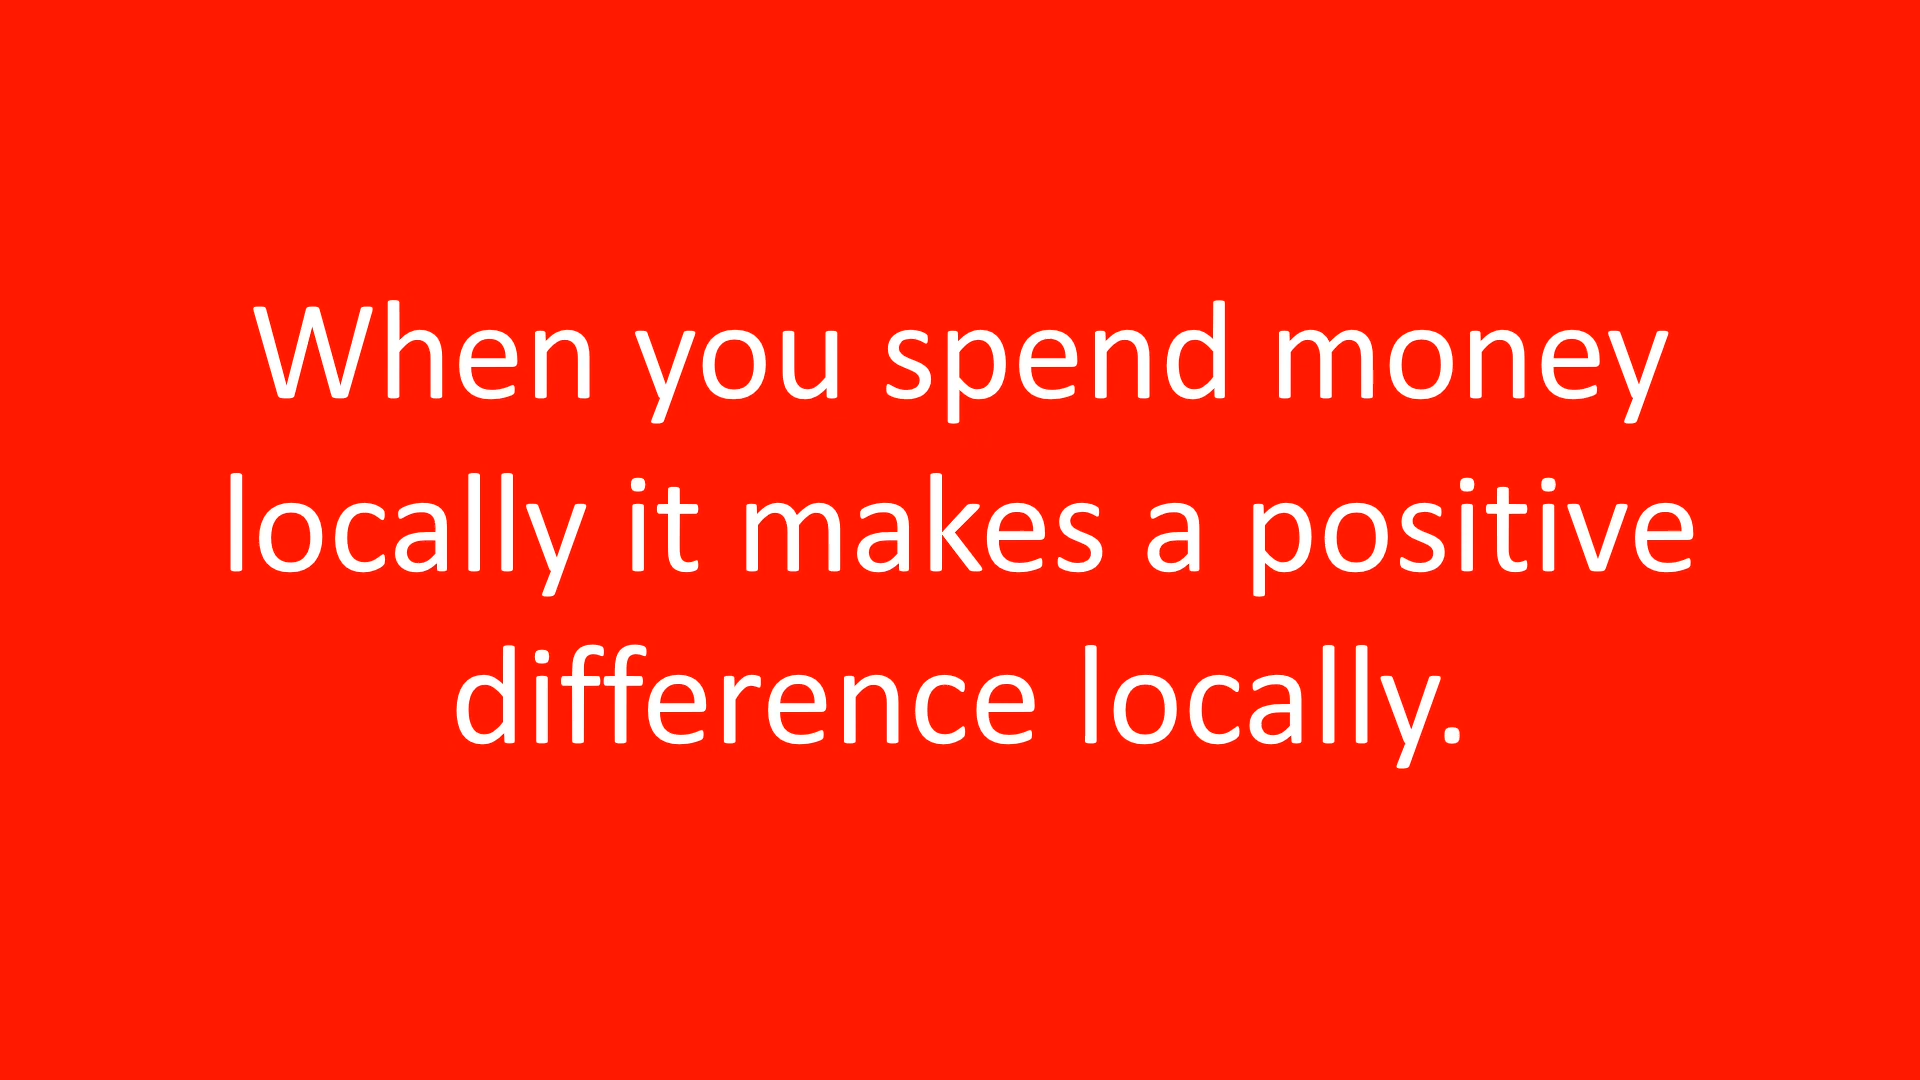 When you spend money
locally it makes a positive
difference locally.